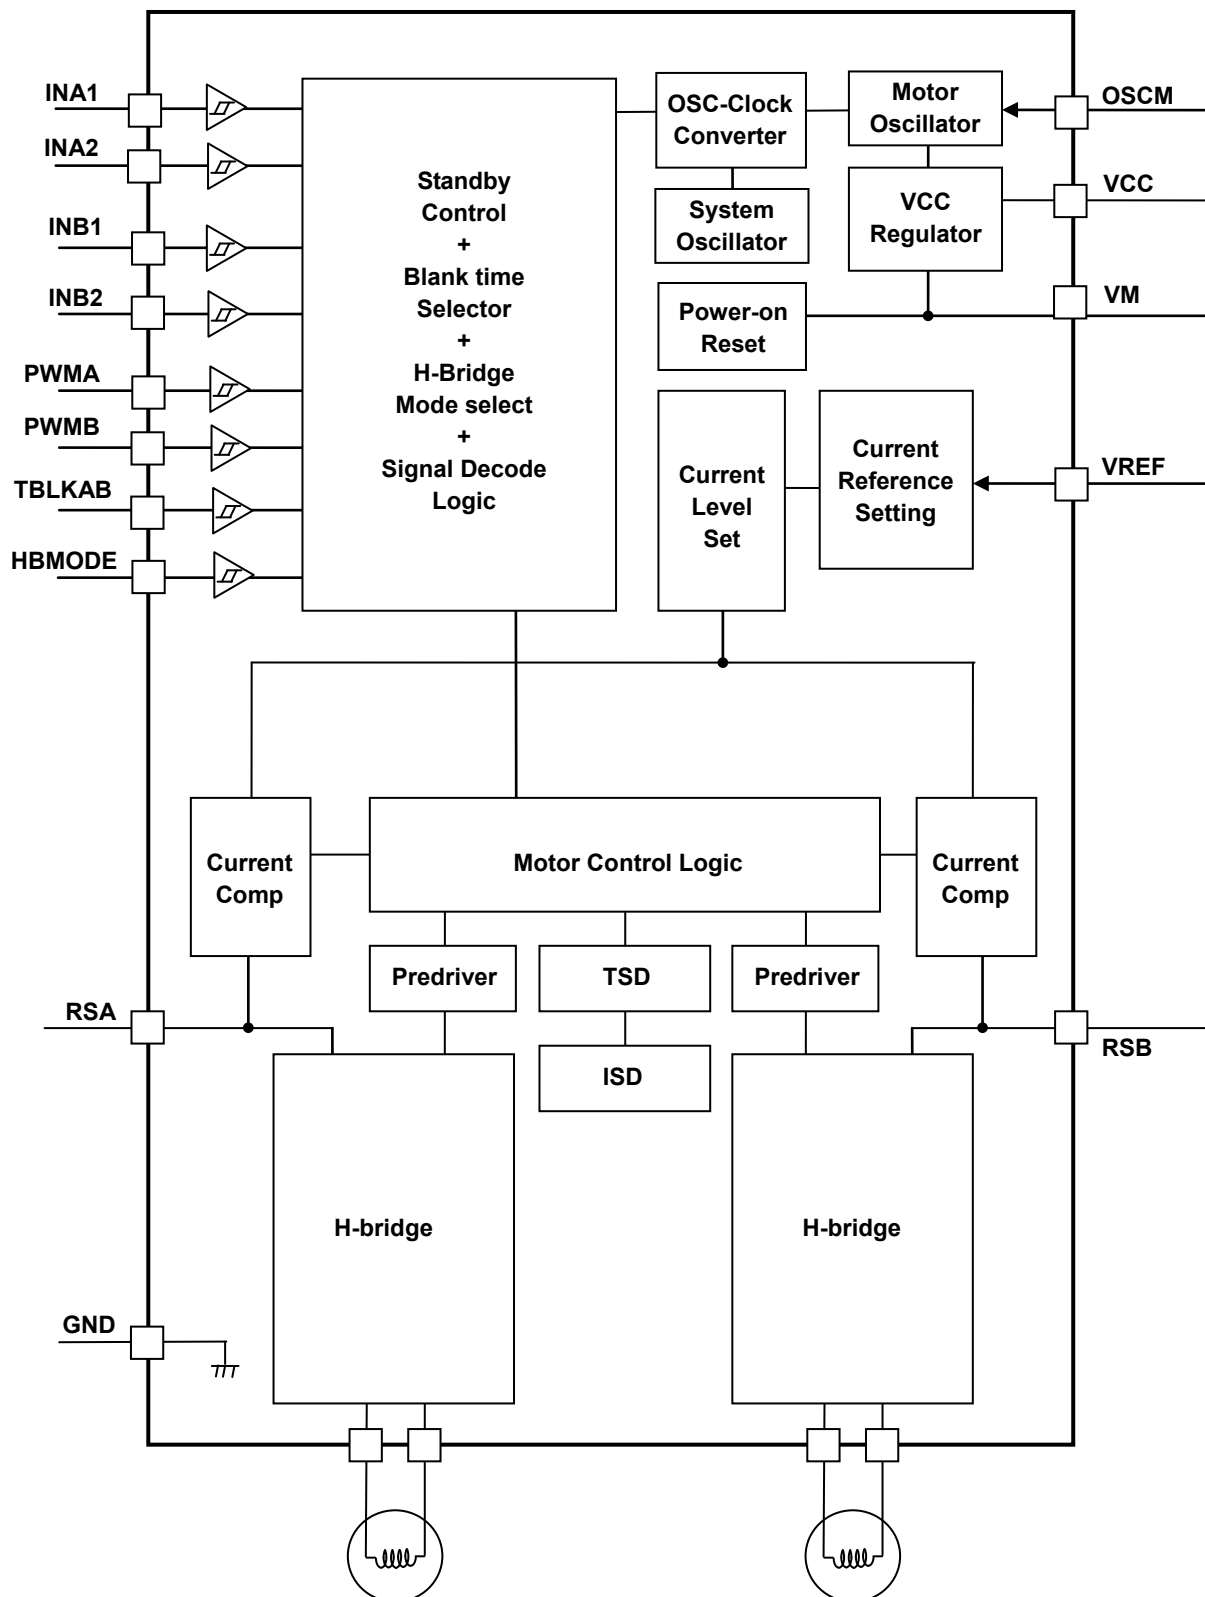 INA1
INA2
INB1
INB2
PWMA
PWMB
TBLKAB
HBMODE
Standby
Control
+
Blank time
Selector
+
H-Bridge
Mode select
+
Signal Decode
Logic
OSC-Clock
Converter
Motor
Oscillator
OSCM
System
Oscillator
VCC
Regulator
VCC
Power-on
Reset
VM
Current
Level
Set
Current
Reference
Setting
VREF
Current
Comp
Motor Control Logic
Current
Comp
Predriver
TSD
Predriver
RSA
RSB
ISD
H-bridge
H-bridge
GND